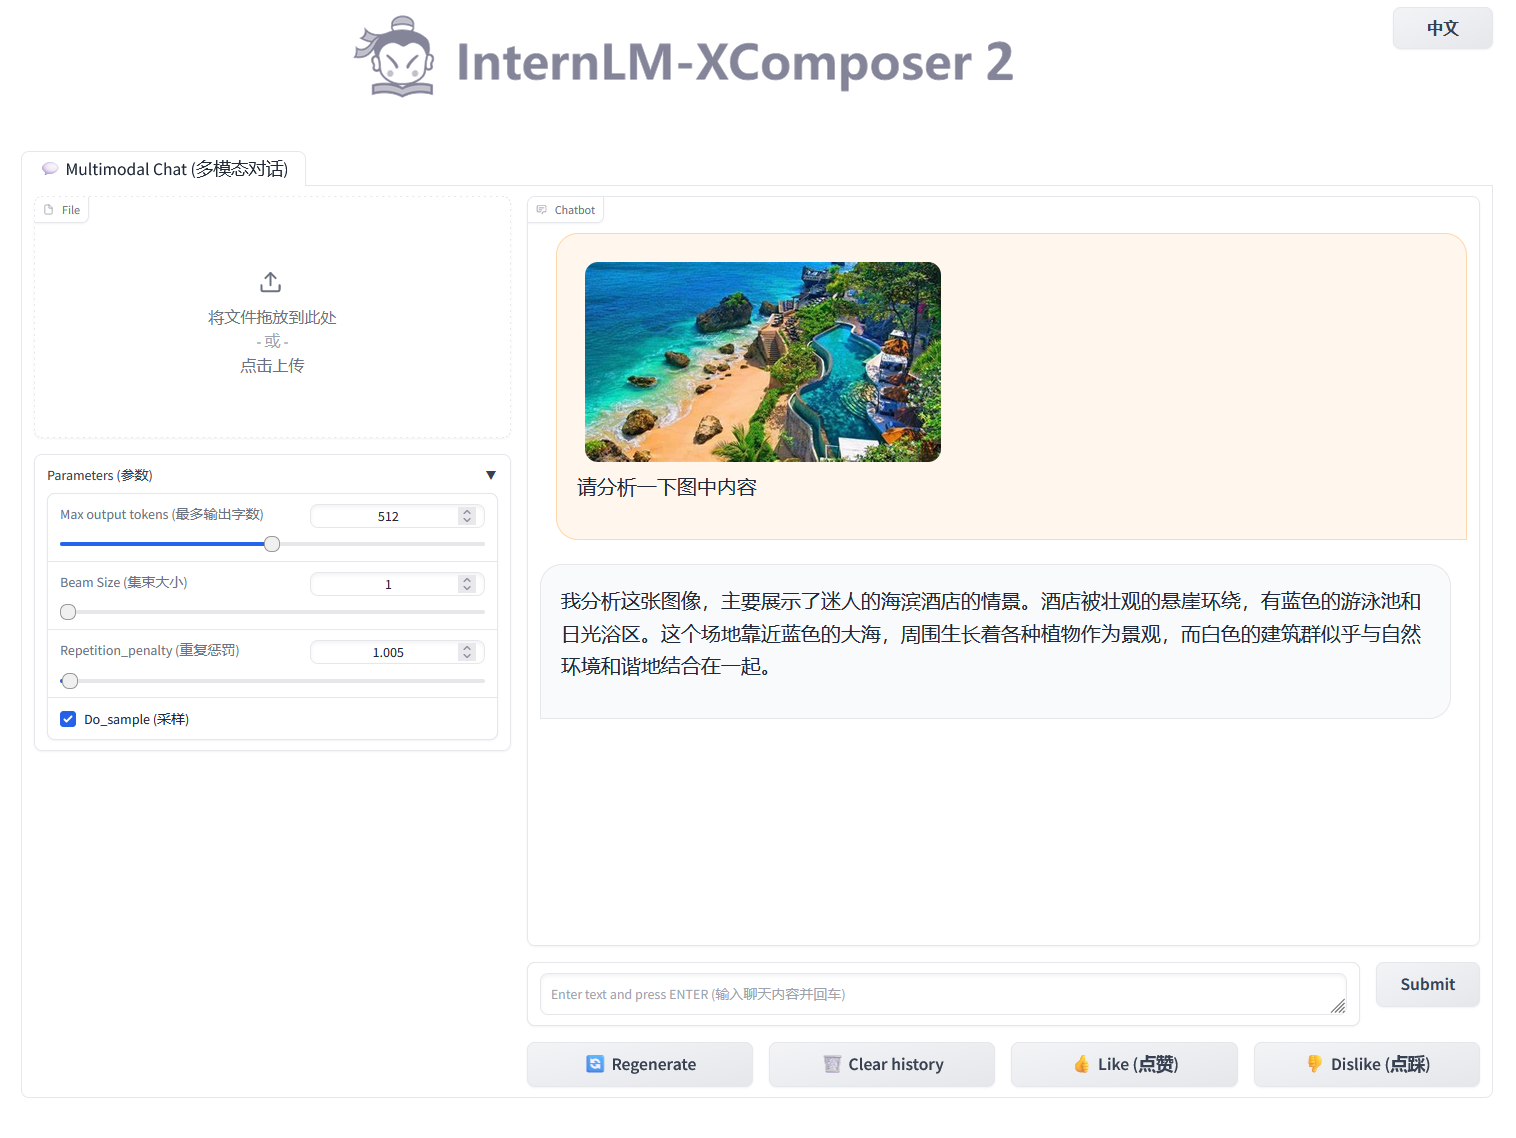 InternLM-XComposer 2
中文
Multimodal Chat (多模态对话)
File
将文件拖放到此处
- 或 -
点击上传
Parameters (参数)
▼
Max output tokens (最多输出字数)
512
Beam Size (集束大小)
1
Repetition_penalty (重复惩罚)
1.005
Do_sample (采样)
Chatbot
请分析一下图中内容
我分析这张图像，主要展示了迷人的海滨酒店的情景。酒店被壮观的悬崖环绕，有蓝色的游泳池和
日光浴区。这个场地靠近蓝色的大海，周围生长着各种植物作为景观，而白色的建筑群似乎与自然
环境和谐地结合在一起。
Enter text and press ENTER (输入聊天内容并回车)
Submit
Regenerate
Clear history
Like (点赞)
Dislike (点踩)